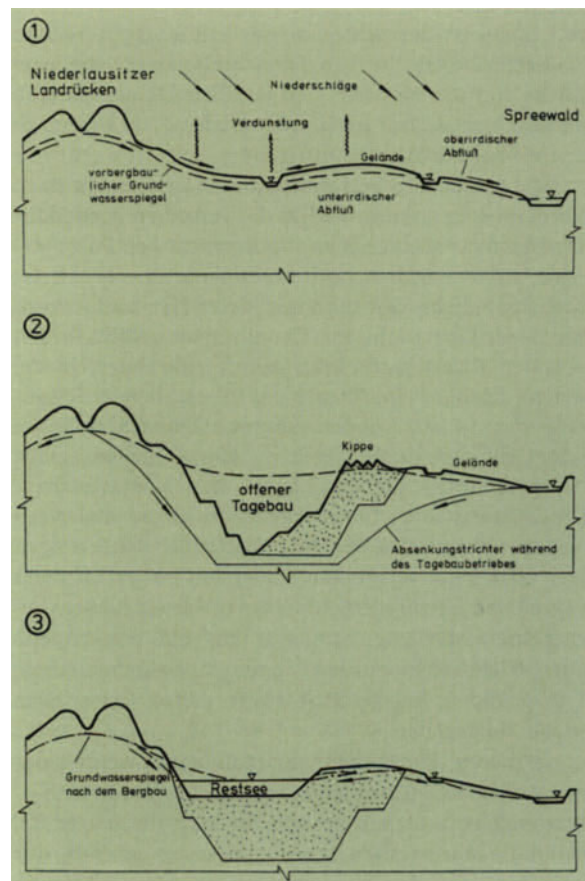 ①
Niederlausitzer
Landrücken
Niederschläge
Spreewald
Verdunstung
oberirdischer
Abfluß
Gelände
vorbergbau-
licher Grund-
wasserspiegel
unterirdischer
Abfluß
②
Kippe
Gelände
offener
Tagebau
Absenkungstrichter während
des Tagebaubetriebes
③
Grundwasserspiegel
nach dem Bergbau
Restsee